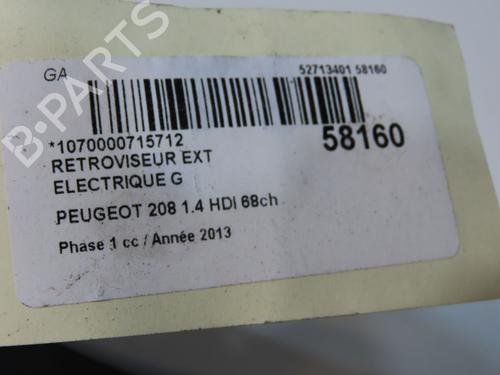 GA
52713401 58160
*1070000715712
58160
RETROVISEUR EXT
ELECTRIQUE G
PEUGEOT 208 1.4 HDI 68ch
Phase 1 cc / Année 2013
B-PARTS